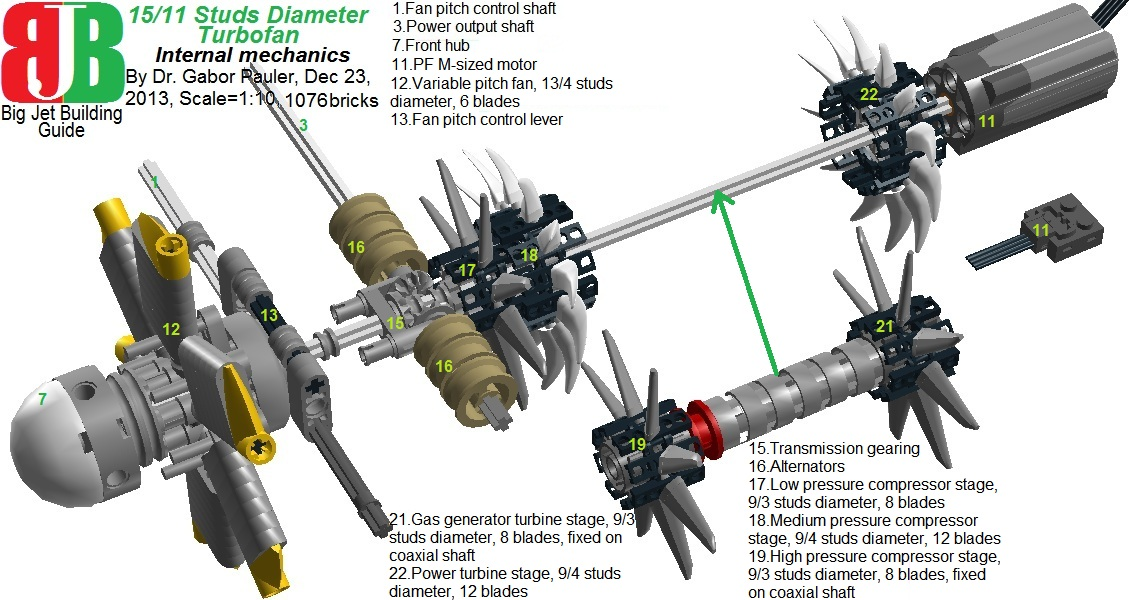 BJB
Big Jet Building
Guide
15/11 Studs Diameter
Turbofan
Internal mechanics
By Dr. Gabor Pauler, Dec 23,
2013, Scale=1:10, 1076bricks
1.Fan pitch control shaft
3.Power output shaft
7.Front hub
11.PF M-sized motor
12.Variable pitch fan, 13/4 studs
diameter, 6 blades
13.Fan pitch control lever
22
11
3
1
11
16
17
18
13
15
12
16
21
7
19
15.Transmission gearing
16.Alternators
17.Low pressure compressor stage,
9/3 studs diameter, 8 blades
18.Medium pressure compressor
stage, 9/4 studs diameter, 12 blades
19.High pressure compressor stage,
9/3 studs diameter, 8 blades, fixed
on coaxial shaft
21.Gas generator turbine stage, 9/3
studs diameter, 8 blades, fixed on
coaxial shaft
22.Power turbine stage, 9/4 studs
diameter, 12 blades